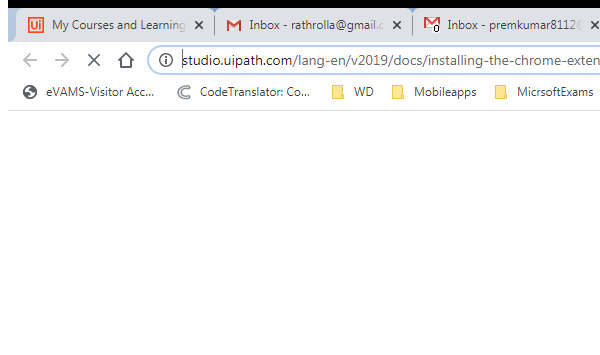 Ui My Courses and Learning Inbox - rathrolla@gmail.c 0 Inbox - premkumar8112@
studio.uipath.com/lang-en/v2019/docs/installing-the-chrome-exten
eVAMS-Visitor Acc... CodeTranslator: Co... WD Mobileapps MicrsoftExams